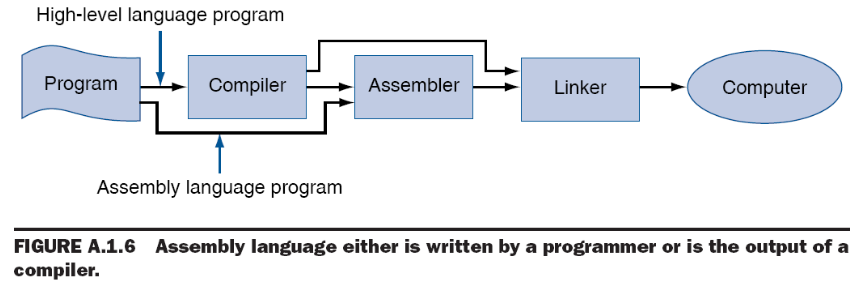 High-level language program
Program
Compiler
Assembler
Linker
Computer
Assembly language program
FIGURE A.1.6 Assembly language either is written by a programmer or is the output of a
compiler.